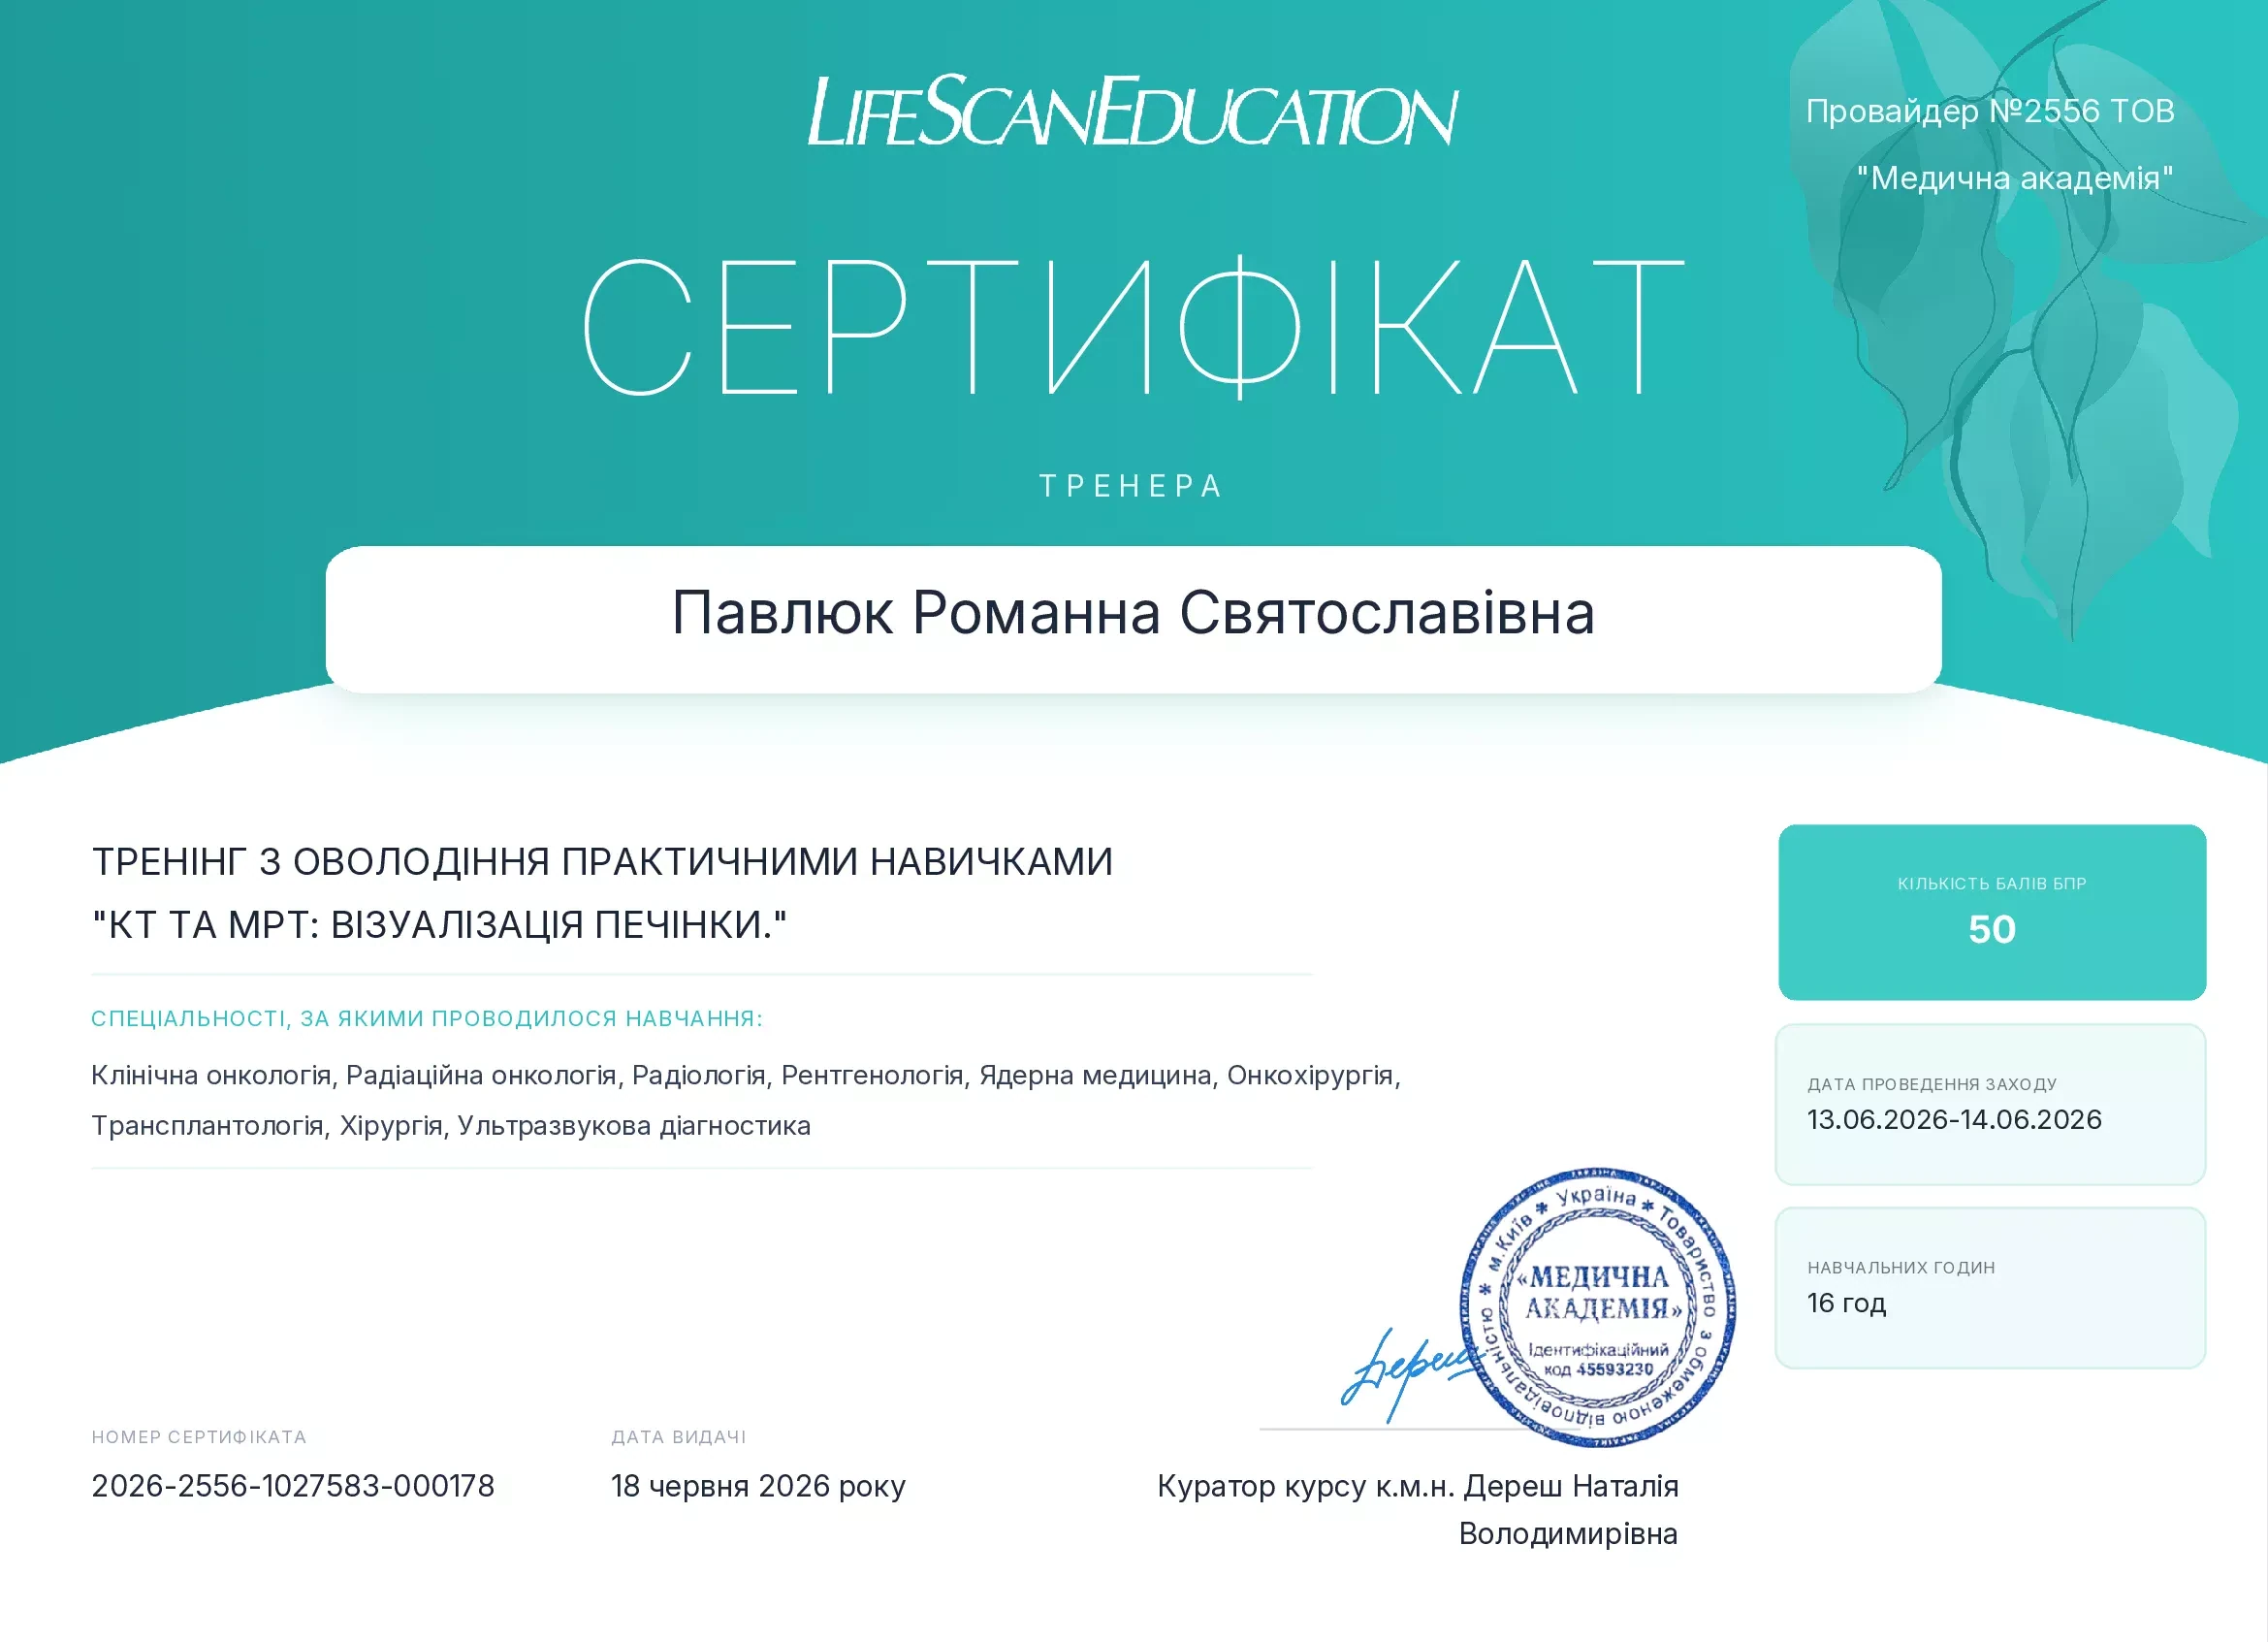 LIFESCANEDUCATION
Провайдер №2556 ТОВ
"Медична академія"
СЕРТИФІКАТ
ТРЕНЕРА
Павлюк Романна Святославівна
ТРЕНІНГ З ОВОЛОДІННЯ ПРАКТИЧНИМИ НАВИЧКАМИ
"КТ ТА МРТ: ВІЗУАЛІЗАЦІЯ ПЕЧІНКИ."
СПЕЦІАЛЬНОСТІ, ЗА ЯКИМИ ПРОВОДИЛОСЯ НАВЧАННЯ:
Клінічна онкологія, Радіаційна онкологія, Радіологія, Рентгенологія, Ядерна медицина, Онкохірургія,
Трансплантологія, Хірургія, Ультразвукова діагностика
КІЛЬКІСТЬ БАЛІВ БПР
50
ДАТА ПРОВЕДЕННЯ ЗАХОДУ
13.06.2026-14.06.2026
НАВЧАЛЬНИХ ГОДИН
16 год
м.Київ * Україна * Товариство з обмеженою відповідальністю *
«МЕДИЧНА
АКАДЕМІЯ»
Ідентифікаційний
код 45593230
Дереш
НОМЕР СЕРТИФІКАТА
2026-2556-1027583-000178
ДАТА ВИДАЧІ
18 червня 2026 року
Куратор курсу к.м.н. Дереш Наталія
Володимирівна